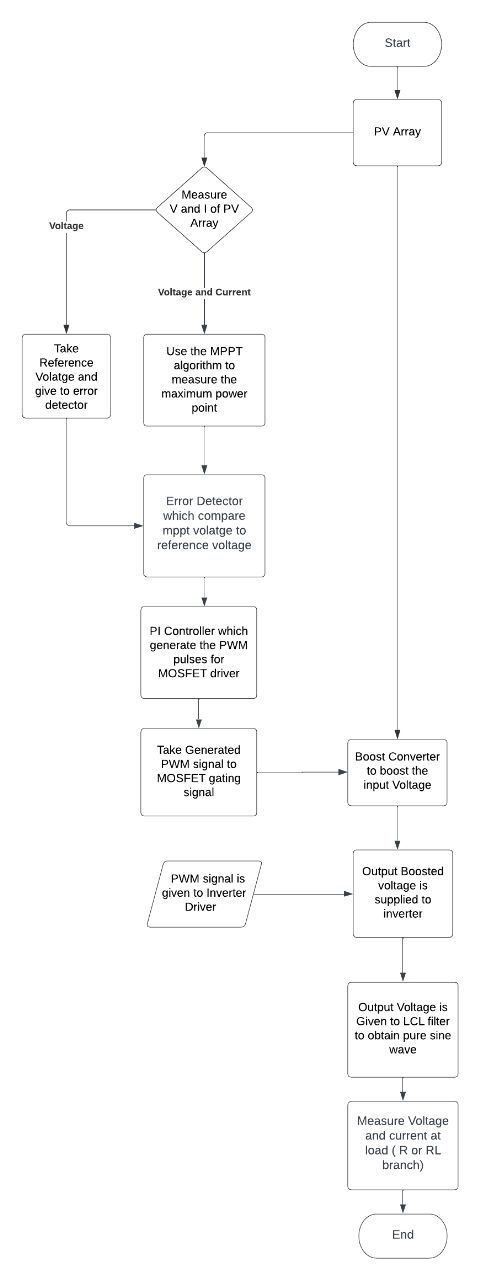 Start
PV Array
Measure
V and I of PV
Array
Voltage
Voltage and Current
Take
Reference
Volatge and
give to error
detector
Use the MPPT
algorithm to
measure the
maximum power
point
Error Detector
which compare
mppt volatge to
reference voltage
PI Controller which
generate the PWM
pulses for
MOSFET driver
Take Generated
PWM signal to
MOSFET gating
signal
Boost Converter
to boost the
input Voltage
PWM signal is
given to Inverter
Driver
Output Boosted
voltage is
supplied to
inverter
Output Voltage is
Given to LCL filter
to obtain pure sine
wave
Measure Voltage
and current at
load ( R or RL
branch)
End